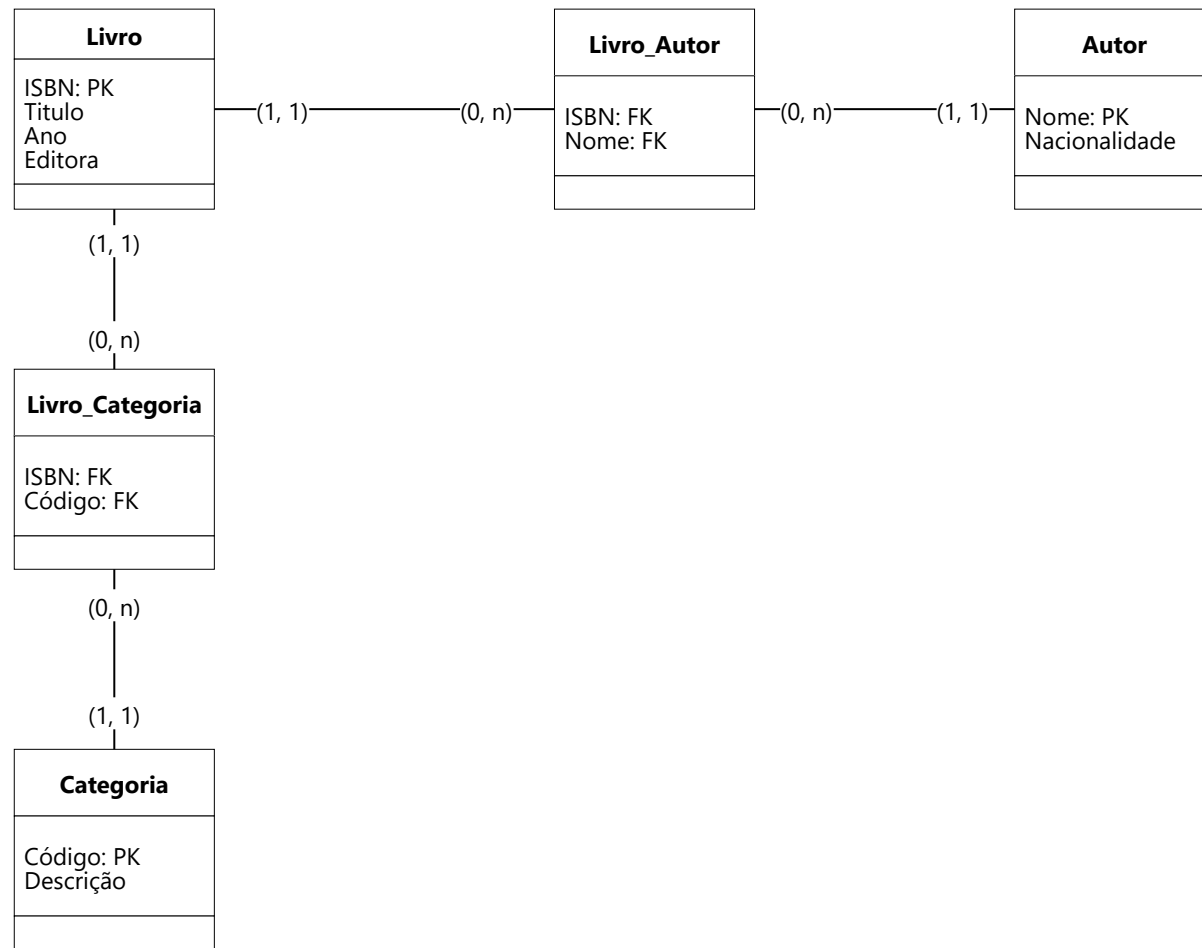 Livro
ISBN: PK
Titulo
Ano
Editora
(1, 1)
(0, n)
Livro_Autor
ISBN: FK
Nome: FK
(0, n)
(1, 1)
Autor
Nome: PK
Nacionalidade
(1, 1)
(0, n)
Livro_Categoria
ISBN: FK
Código: FK
(0, n)
(1, 1)
Categoria
Código: PK
Descrição